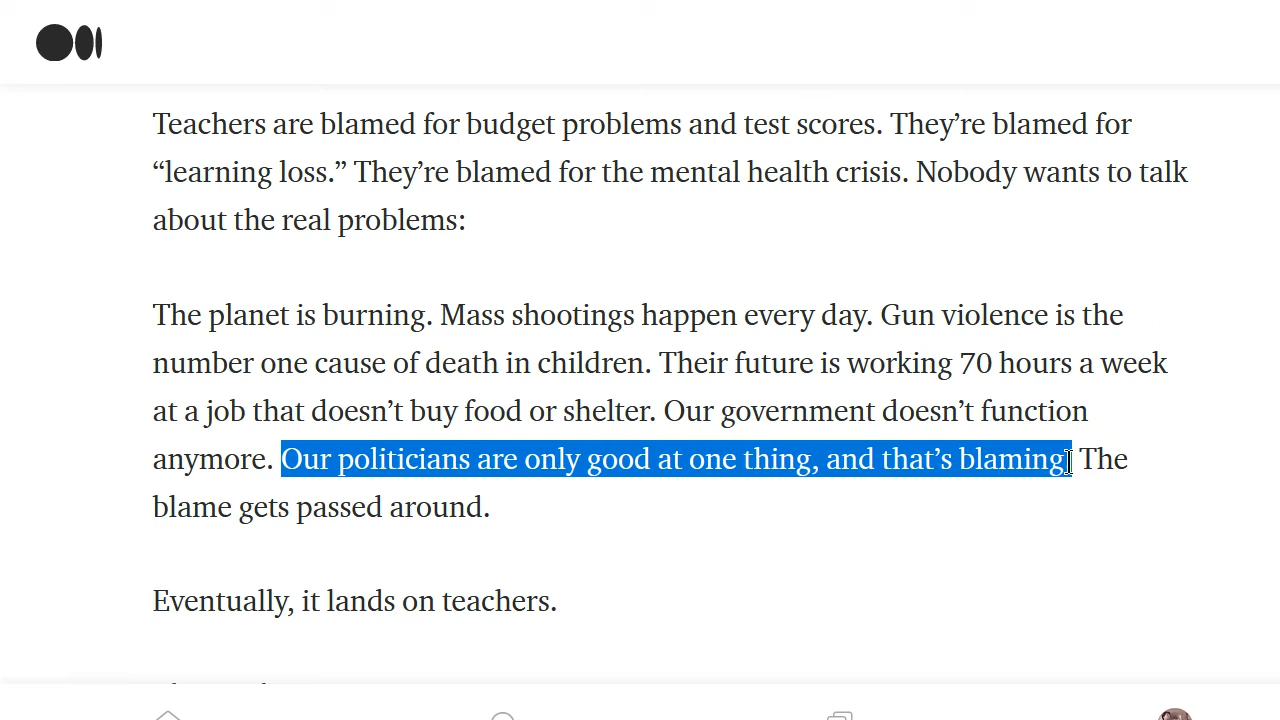 Teachers are blamed for budget problems and test scores. They’re blamed for
“learning loss.” They’re blamed for the mental health crisis. Nobody wants to talk
about the real problems:
The planet is burning. Mass shootings happen every day. Gun violence is the
number one cause of death in children. Their future is working 70 hours a week
at a job that doesn’t buy food or shelter. Our government doesn’t function
anymore. Our politicians are only good at one thing, and that’s blaming. The
blame gets passed around.
Eventually, it lands on teachers.